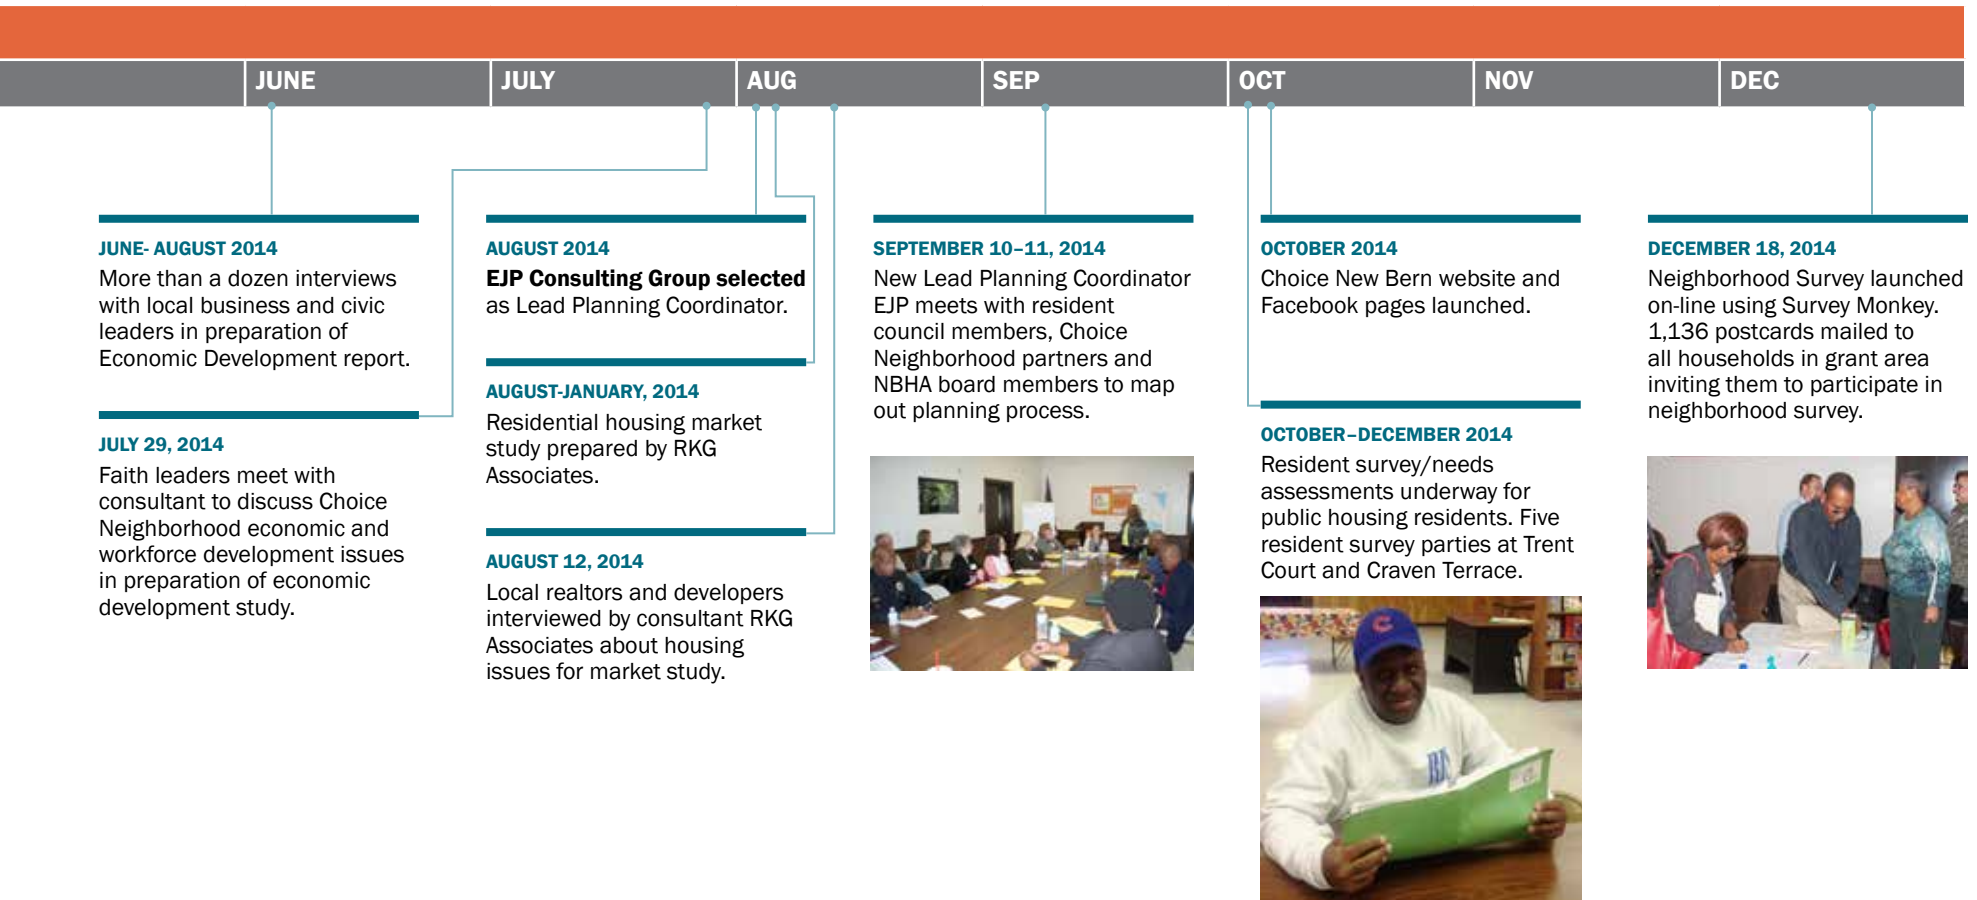 JUNE
JULY
AUG
SEP
OCT
NOV
DEC
JUNE- AUGUST 2014
More than a dozen interviews
with local business and civic
leaders in preparation of
Economic Development report.
JULY 29, 2014
Faith leaders meet with
consultant to discuss Choice
Neighborhood economic and
workforce development issues
in preparation of economic
development study.
AUGUST 2014
EJP Consulting Group selected
as Lead Planning Coordinator.
AUGUST-JANUARY, 2014
Residential housing market
study prepared by RKG
Associates.
AUGUST 12, 2014
Local realtors and developers
interviewed by consultant RKG
Associates about housing
issues for market study.
SEPTEMBER 10–11, 2014
New Lead Planning Coordinator
EJP meets with resident
council members, Choice
Neighborhood partners and
NBHA board members to map
out planning process.
OCTOBER 2014
Choice New Bern website and
Facebook pages launched.
OCTOBER–DECEMBER 2014
Resident survey/needs
assessments underway for
public housing residents. Five
resident survey parties at Trent
Court and Craven Terrace.
C
DECEMBER 18, 2014
Neighborhood Survey launched
on-line using Survey Monkey.
1,136 postcards mailed to
all households in grant area
inviting them to participate in
neighborhood survey.